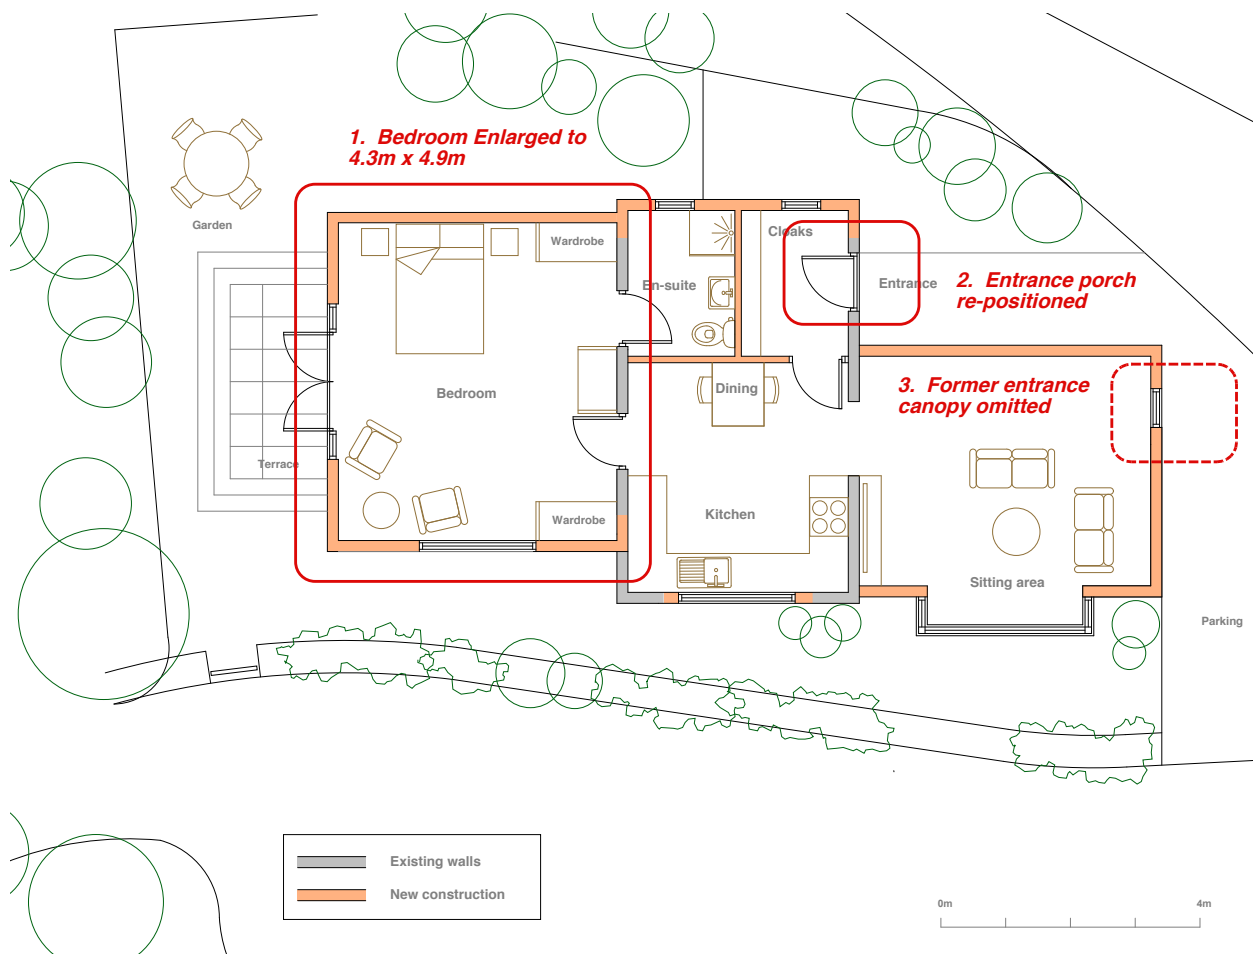 1. Bedroom Enlarged to
4.3m x 4.9m
Garden
Wardrobe
Cloaks
En-suite
Entrance
2. Entrance porch
re-positioned
Bedroom
Dining
3. Former entrance
canopy omitted
Terrace
Wardrobe
Kitchen
Sitting area
Parking
Existing walls
New construction
0m
4m